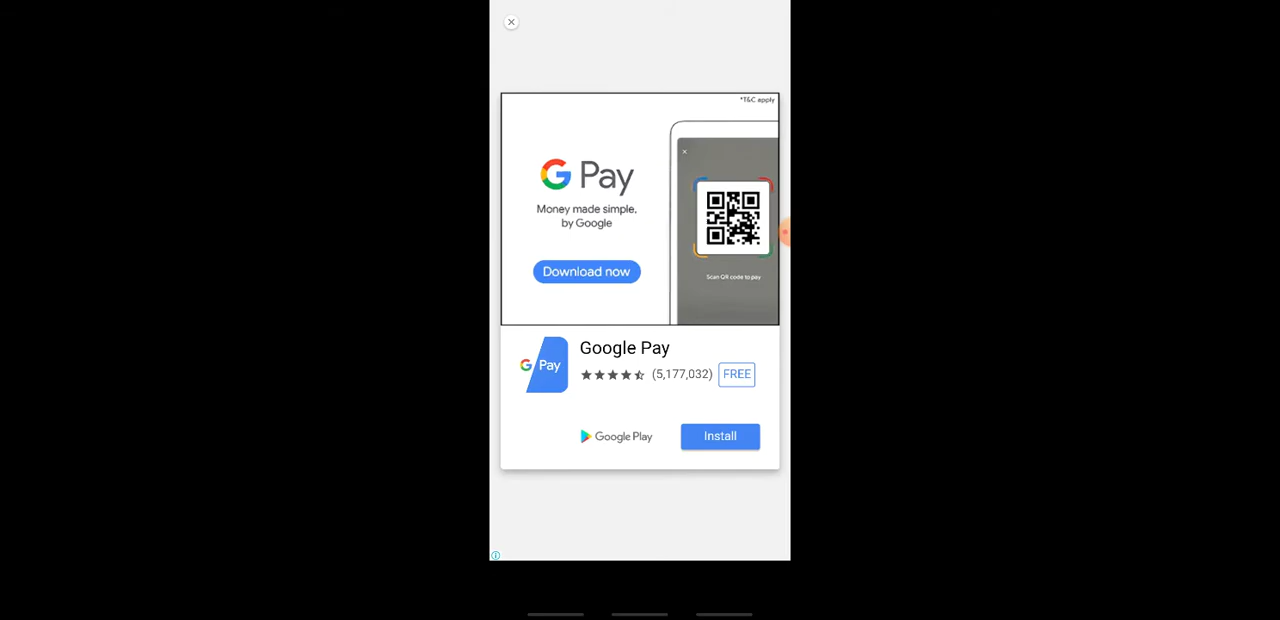 *T&C apply
G Pay
Money made simple,
by Google
Download now
Scan QR code to pay
G Pay
Google Pay
(5,177,032) FREE
Google Play
Install